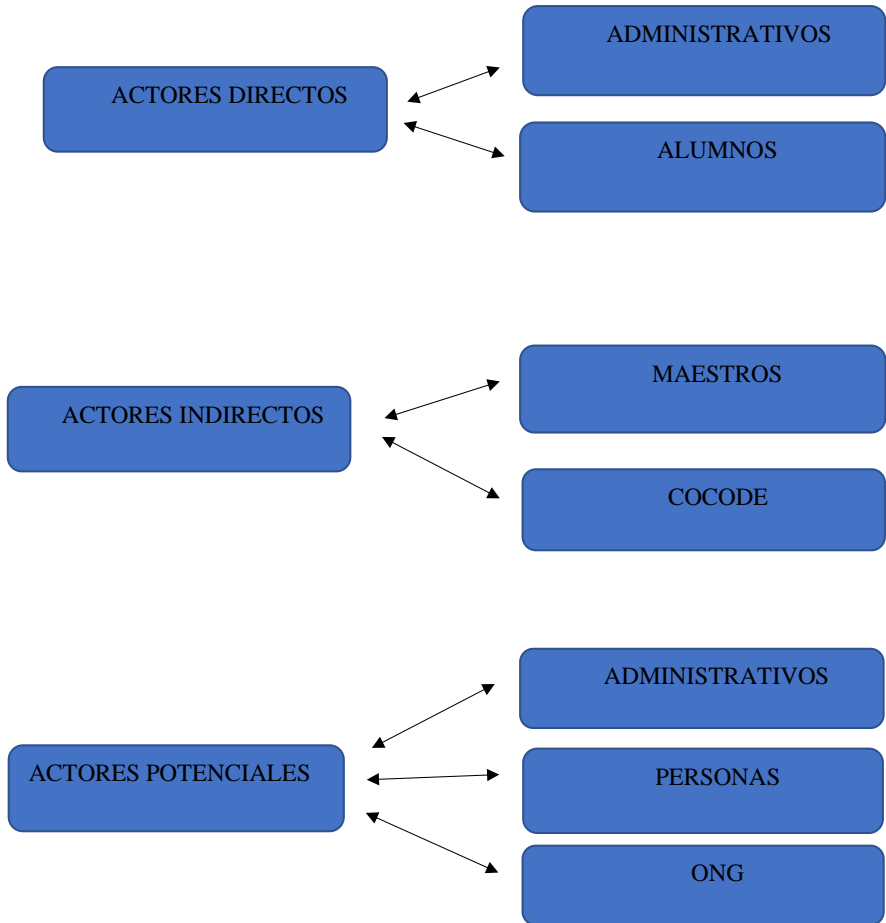 ACTORES DIRECTOS
ADMINISTRATIVOS
ALUMNOS
ACTORES INDIRECTOS
MAESTROS
COCODE
ACTORES POTENCIALES
ADMINISTRATIVOS
PERSONAS
ONG